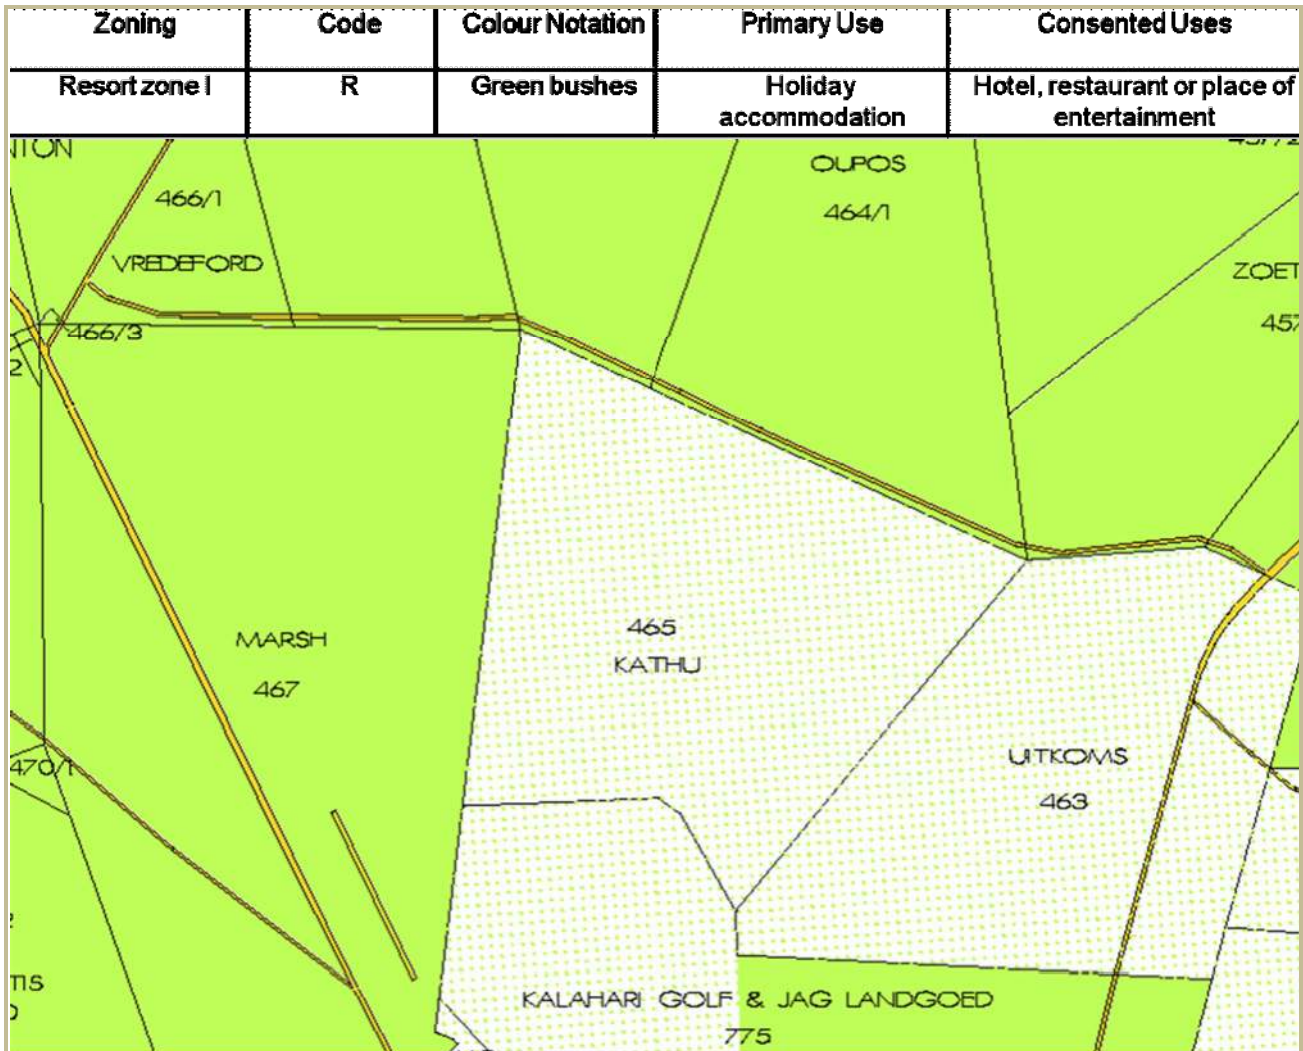 Zoning Code Colour Notation Primary Use Consented Uses
Resort zone I R Green bushes Holiday accommodation Hotel, restaurant or place of entertainment
OUPOS
466/1
464/1
VREDEFORD
466/3
MARSH
467
465
KATHU
470/1
UITKOMS
463
KALAHARI GOLF & JAG LANDGOED
775